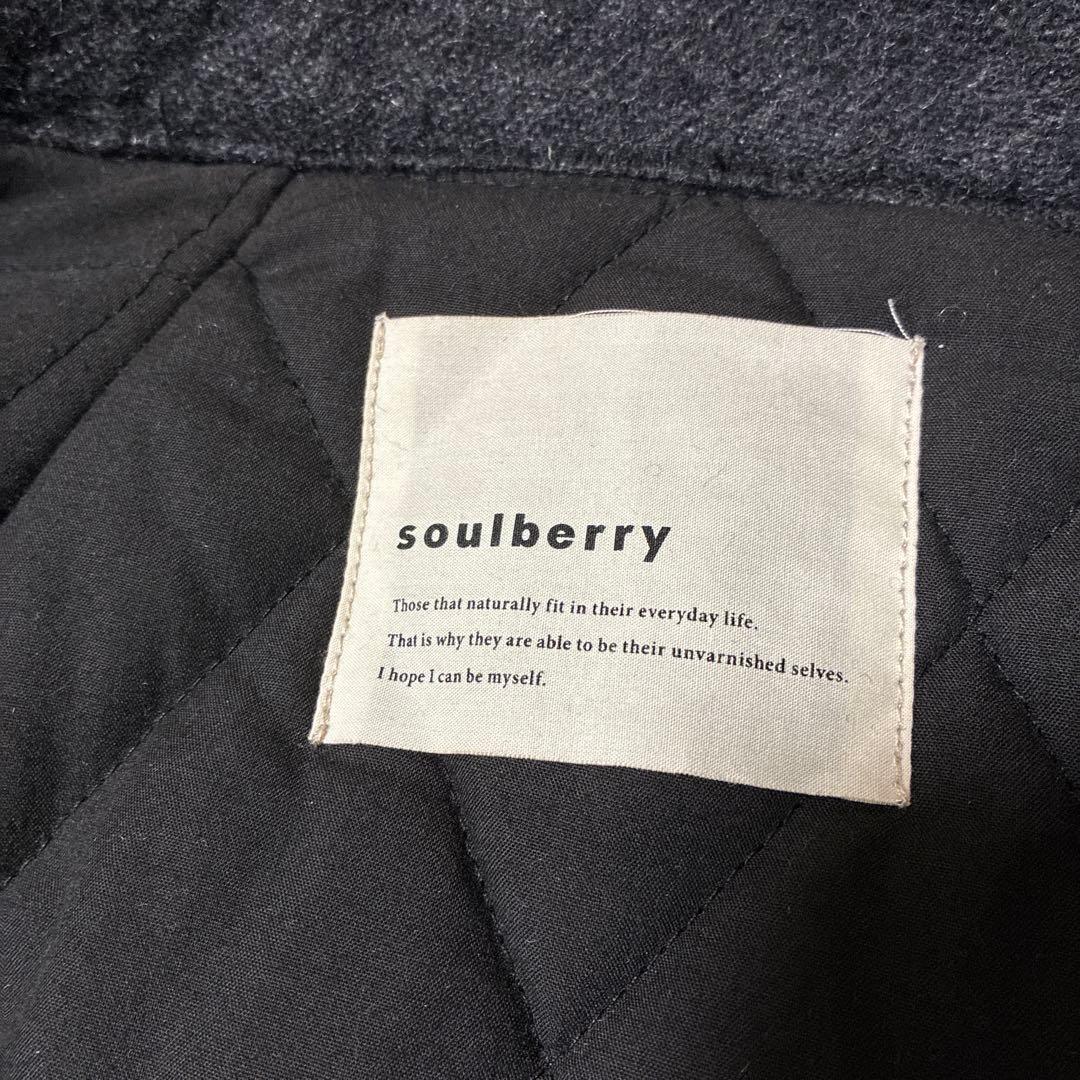 soulberry
Those that naturally fit in their everyday life.
That is why they are able to be their unvarnished selves.
I hope I can be myself.